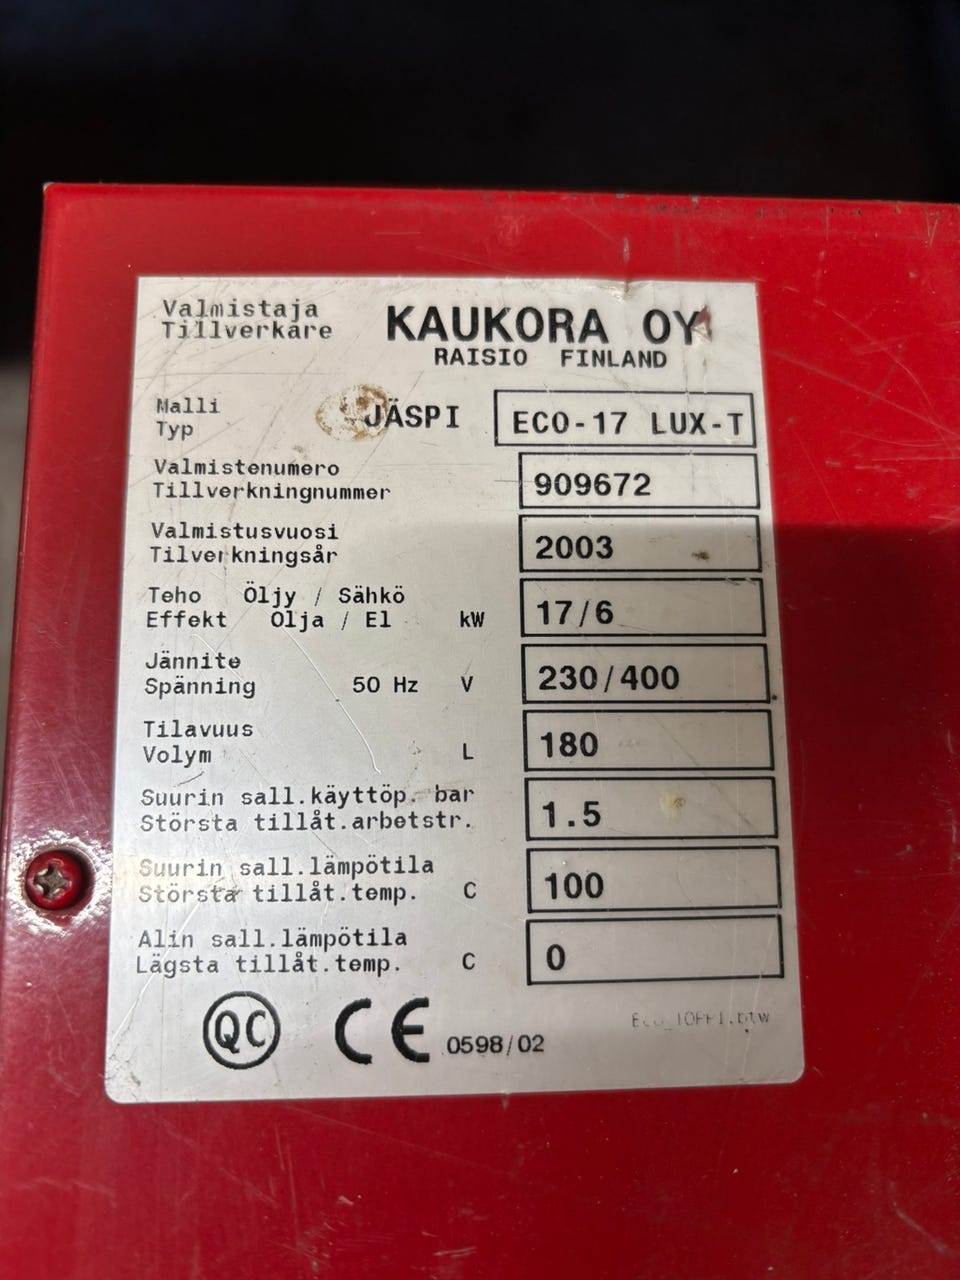 Valmistaja
Tillverkare
KAUKORA OY
RAISIO FINLAND
Malli
Typ
JÄSPI
ECO-17 LUX-T
Valmistenumero
Tillverkningnummer
909672
Valmistusvuosi
Tilverkningsår
2003
Teho Öljy / Sähkö
Effekt Olja / El kW
17/6
Jännite
Spänning 50 Hz V
230/400
Tilavuus
Volym L
180
Suurin sall.käyttöp. bar
Största tillåt.arbetstr.
1.5
Suurin sall.lämpötila
Största tillåt.temp. C
100
Alin sall.lämpötila
Lägsta tillåt.temp. C
0
QC CE 0598/02